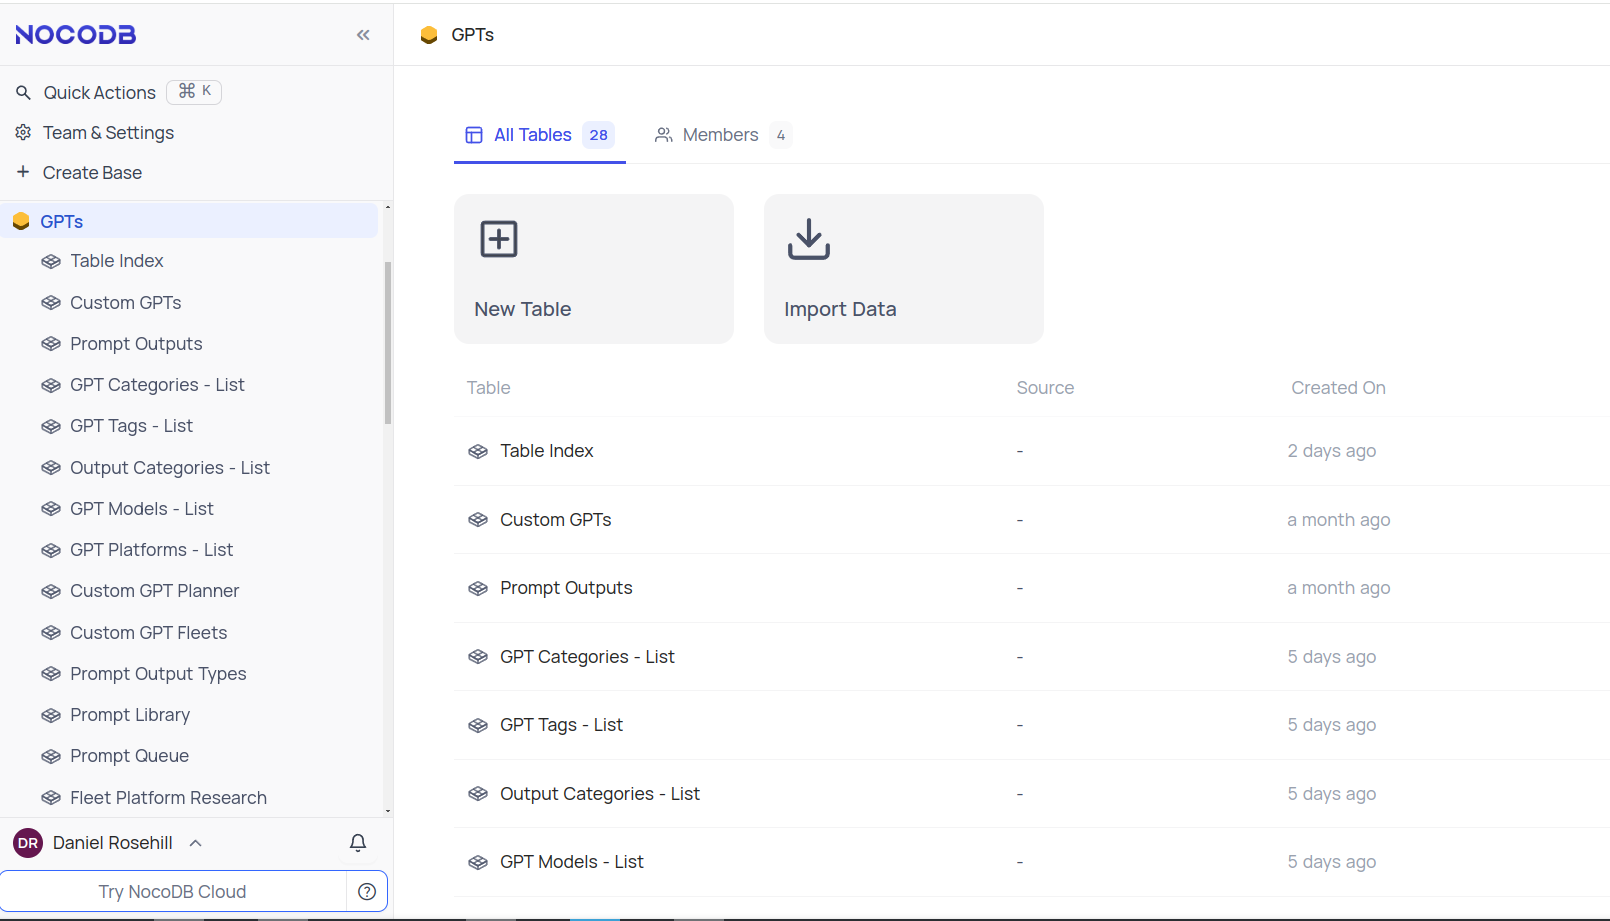 NOCODB
Quick Actions ⌘ K
Team & Settings
Create Base
GPTs
Table Index
Custom GPTs
Prompt Outputs
GPT Categories - List
GPT Tags - List
Output Categories - List
GPT Models - List
GPT Platforms - List
Custom GPT Planner
Custom GPT Fleets
Prompt Output Types
Prompt Library
Prompt Queue
Fleet Platform Research
DR Daniel Rosehill
Try NocoDB Cloud
GPTs
All Tables 28 Members 4
New Table Import Data
Table Source Created On
Table Index - 2 days ago
Custom GPTs - a month ago
Prompt Outputs - a month ago
GPT Categories - List - 5 days ago
GPT Tags - List - 5 days ago
Output Categories - List - 5 days ago
GPT Models - List - 5 days ago